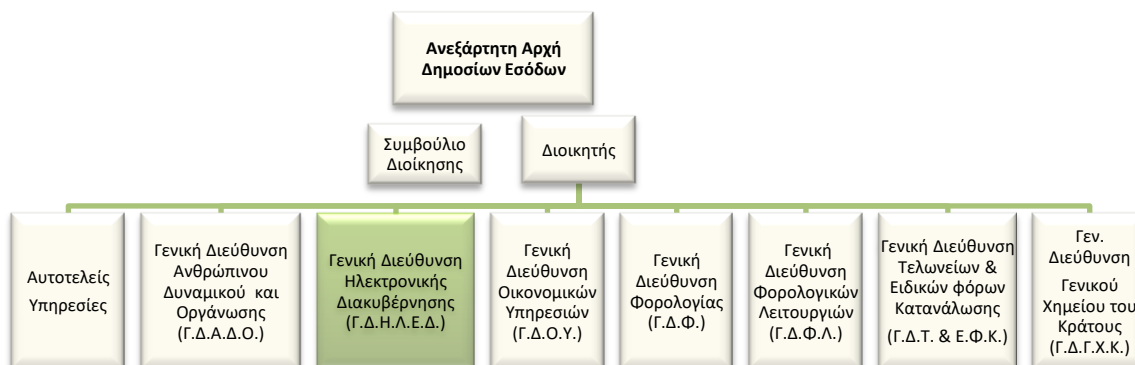 Ανεξάρτητη Αρχή
Δημοσίων Εσόδων
Συμβούλιο
Διοίκησης
Διοικητής
Αυτοτελείς
Υπηρεσίες
Γενική Διεύθυνση
Ανθρώπινου
Δυναμικού και
Οργάνωσης
(Γ.Δ.Α.Δ.Ο.)
Γενική Διεύθυνση
Ηλεκτρονικής
Διακυβέρνησης
(Γ.Δ.Η.Λ.Ε.Δ.)
Γενική
Διεύθυνση
Οικονομικών
Υπηρεσιών
(Γ.Δ.Ο.Υ.)
Γενική
Διεύθυνση
Φορολογίας
(Γ.Δ.Φ.)
Γενική
Διεύθυνση
Φορολογικών
Λειτουργιών
(Γ.Δ.Φ.Λ.)
Γενική Διεύθυνση
Τελωνείων &
Ειδικών φόρων
Κατανάλωσης
(Γ.Δ.Τ. & Ε.Φ.Κ.)
Γεν.
Διεύθυνση
Γενικού
Χημείου του
Κράτους
(Γ.Δ.Γ.Χ.Κ.)